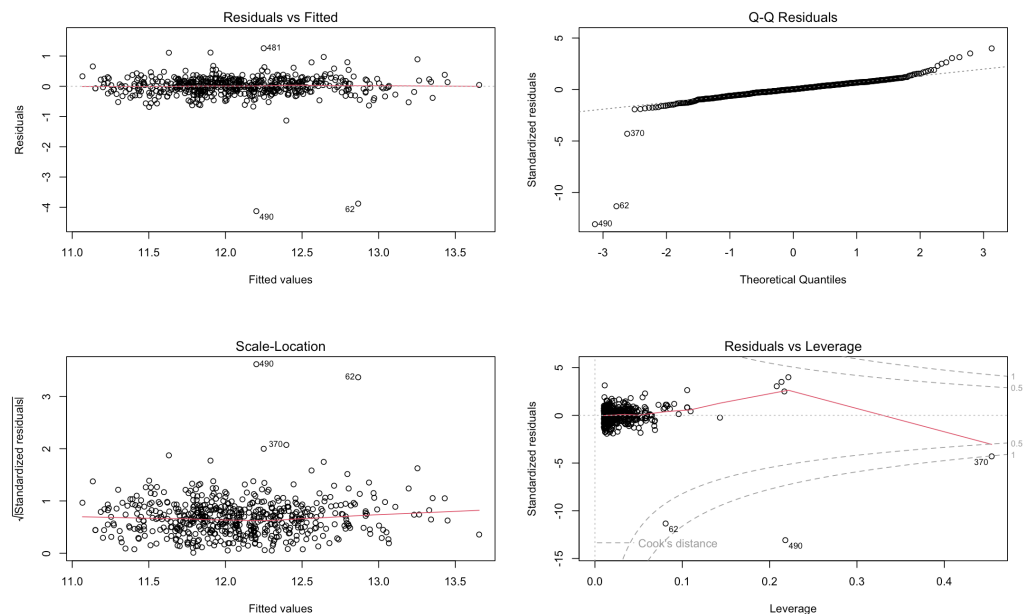 Residuals vs Fitted
Residuals
-4 -3 -2 -1 0 1
481
490
62
11.0 11.5 12.0 12.5 13.0 13.5
Fitted values
Q-Q Residuals
Standardized residuals
-10 -5 0 5
370
62
490
-3 -2 -1 0 1 2 3
Theoretical Quantiles
Scale-Location
√|Standardized residuals|
0 1 2 3
490
62
370
11.0 11.5 12.0 12.5 13.0 13.5
Fitted values
Residuals vs Leverage
Standardized residuals
-15 -10 -5 0 5
1
0.5
0.5
1
370
62
490
Cook's distance
0.0 0.1 0.2 0.3 0.4
Leverage